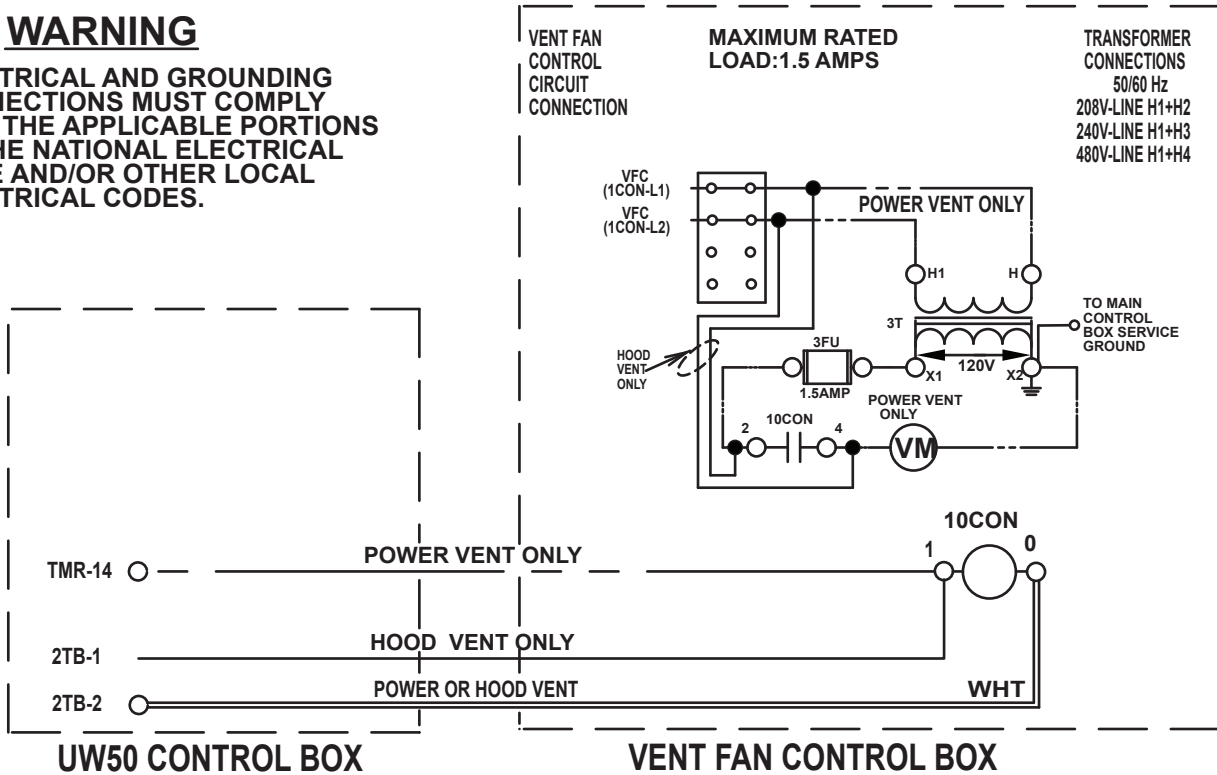 WARNING
TRICAL AND GROUNDING
NECTIONS MUST COMPLY
THE APPLICABLE PORTIONS
HE NATIONAL ELECTRICAL
E AND/OR OTHER LOCAL
TRICAL CODES.
VENT FAN
CONTROL
CIRCUIT
CONNECTION
MAXIMUM RATED
LOAD:1.5 AMPS
TRANSFORMER
CONNECTIONS
50/60 Hz
208V-LINE H1+H2
240V-LINE H1+H3
480V-LINE H1+H4
VFC
(1CON-L1)
VFC
(1CON-L2)
POWER VENT ONLY
H1
H
3T
TO MAIN
CONTROL
BOX SERVICE
GROUND
HOOD
VENT
ONLY
3FU
1.5AMP
X1
120V
X2
POWER VENT
ONLY
2
10CON
4
VM
10CON
1
0
TMR-14
POWER VENT ONLY
2TB-1
HOOD VENT ONLY
2TB-2
POWER OR HOOD VENT
WHT
UW50 CONTROL BOX
VENT FAN CONTROL BOX